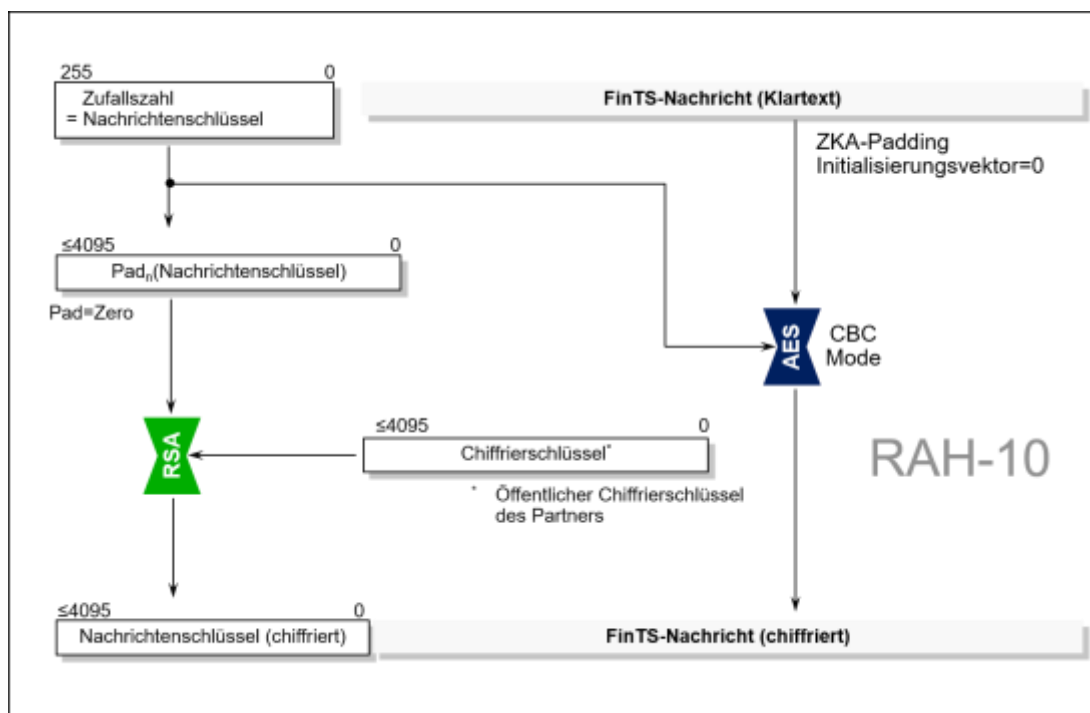 255 0
Zufallszahl
= Nachrichtenschlüssel
FinTS-Nachricht (Klartext)
ZKA-Padding
Initialisierungsvektor=0
≤4095 0
Padn(Nachrichtenschlüssel)
Pad=Zero
AES
CBC
Mode
RSA
≤4095 0
Chiffrierschlüssel*
* Öffentlicher Chiffrierschlüssel
des Partners
RAH-10
≤4095 0
Nachrichtenschlüssel (chiffriert)
FinTS-Nachricht (chiffriert)